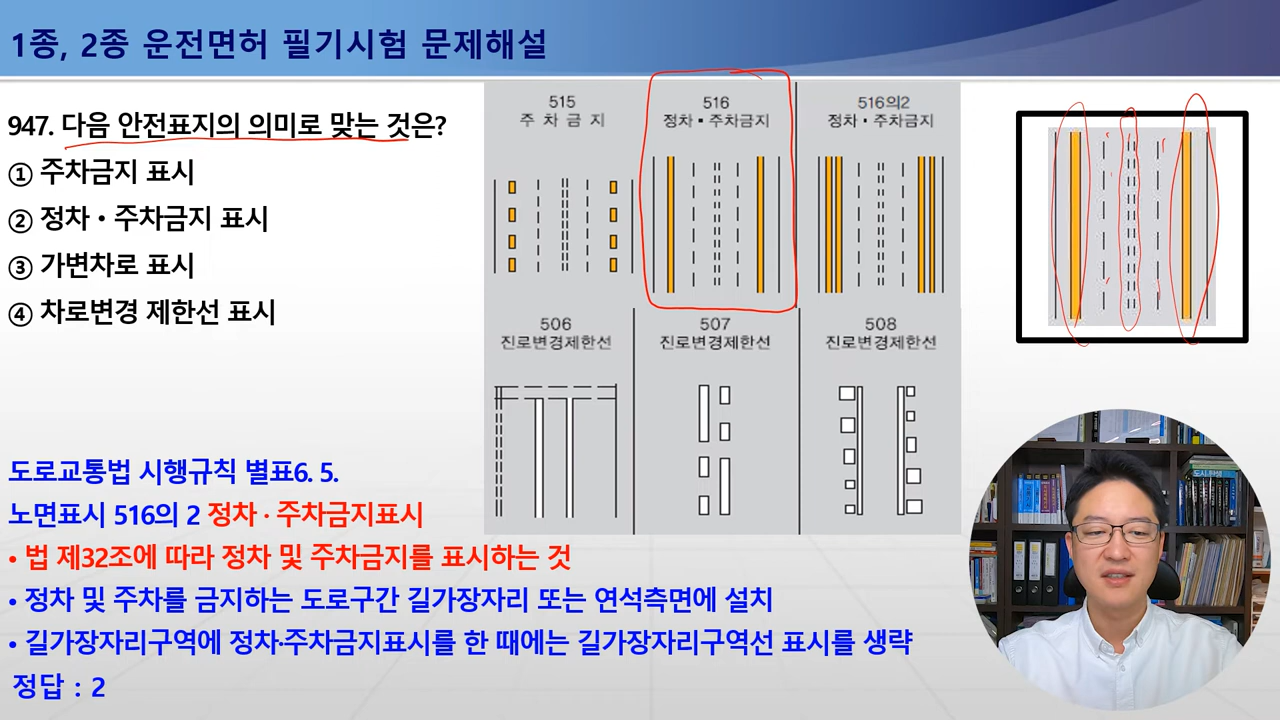 1종, 2종 운전면허 필기시험 문제해설
947. 다음 안전표지의 의미로 맞는 것은?
① 주차금지 표시
② 정차・주차금지 표시
③ 가변차로 표시
④ 차로변경 제한선 표시
515
주 차 금 지
516
정차▪주차금지
516의2
정차▪주차금지
506
진로변경제한선
507
진로변경제한선
508
진로변경제한선
도로교통법 시행규칙 별표6. 5.
노면표시 516의 2 정차 · 주차금지표시
• 법 제32조에 따라 정차 및 주차금지를 표시하는 것
• 정차 및 주차를 금지하는 도로구간 길가장자리 또는 연석측면에 설치
• 길가장자리구역에 정차·주차금지표시를 한 때에는 길가장자리구역선 표시를 생략
정답 : 2